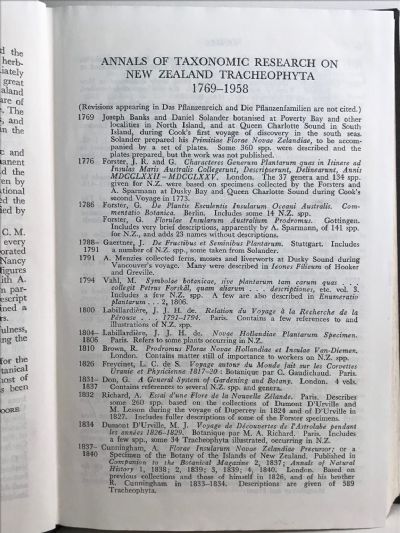 ANNALS OF TAXONOMIC RESEARCH ON
NEW ZEALAND TRACHEOPHYTA
1769–1958
(Revisions appearing in Das Pflanzenreich and Die Pflanzenfamilien are not cited.)
1769 Joseph Banks and Daniel Solander botanised at Poverty Bay and other
localities in North Island, and at Queen Charlotte Sound in South
Island, during Cook's first voyage of discovery in the south seas.
Solander prepared his Primitiae Florae Novae Zelandiae, to be accom-
panied by a set of plates. Some 360 spp. were described and the
plates prepared, but the work was not published.
1776 Forster, J. R. and G. Characteres Generum Plantarum quas in Itinere ad
Insulas Maris Australis Collegerunt, Descripserunt, Delinearunt, Annis
MDCCLXXII–MDCCLXXV. London. The 37 genera and 134 spp.
given for N.Z. were based on specimens collected by the Forsters and
A. Sparmann at Dusky Bay and Queen Charlotte Sound during Cook's
second Voyage in 1773.
1786 Forster, G. De Plantis Esculentis Insularum Oceani Australis. Com-
mentatio Botanica. Berlin. Includes some 14 N.Z. spp.
Forster, G. Florulae Insularum Australium Prodromus. Gottingen.
Includes very brief descriptions, apparently by A. Sparmann, of 141 spp.
for N.Z., and adds 23 names without descriptions.
1788– Gaertner, J. De Fructibus et Seminibus Plantarum. Stuttgart. Includes
1791 a number of N.Z. spp., some taken from Solander.
1791 A. Menzies collected ferns, mosses and liverworts at Dusky Sound during
Vancouver's voyage. Many were described in Icones Filicum of Hooker
and Greville.
1794 Vahl, M. Symbolae botanicae, sive plantarum tam earum quas . .
collegit Petrus Forskål, quam aliarum . . . descriptiones, etc. vol. 3.
Includes a few N.Z. spp. A few are also described in Enumeratio
plantarum . . 2, 1806.
1800 Labillardière, J. J. H. de. Relation du Voyage à la Recherche de la
Pérouse . . . 1791–1794. Paris. Contains a few references to and
illustrations of N.Z. spp.
1804– Labillardière, J. J. H. de. Novae Hollandiae Plantarum Specimen.
1806 Paris. Refers to some plants occurring in N.Z.
1810 Brown, R. Prodromus Florae Novae Hollandiae et Insulae Van-Diemen.
London. Contains matter still of importance to workers on N.Z. spp.
1826 Freycinet, L. C. de S. Voyage autour du Monde fait sur les Corvettes
Uranie et Physicienne 1817–20: Botanique par C. Gaudichaud. Paris.
1831– Don, G. A General System of Gardening and Botany. London. 4 vols.
1837 Contains references to several N.Z. spp. and genera.
1832 Richard, A. Essai d'une Flore de la Nouvelle Zélande. Paris. Describes
some 260 spp. based on the collections of Dumont D'Urville and
M. Lesson during the voyage of Duperrey in 1824 and of D'Urville in
1827. Includes fuller descriptions of some of the Forster specimens.
1834 Dumont D'Urville, M. J. Voyage de Découvertes de l'Astrolabe pendant
les années 1826–1829. Botanique par M. A. Richard. Paris. Includes
a few spp., some 34 Tracheophyta illustrated, occurring in N.Z.
1837– Cunningham, A. Florae Insularum Novae Zelandiae Precursor; or a
1840 Specimen of the Botany of the Islands of New Zealand. Published in
Companion to the Botanical Magazine 2, 1837; Annals of Natural
History 1, 1838; 2, 1839; 3, 1839; 4, 1840. London. Based on
previous collections and those of himself in 1826, and of his brother
R. Cunningham in 1833–1834. Descriptions are given of 589
Tracheophyta.